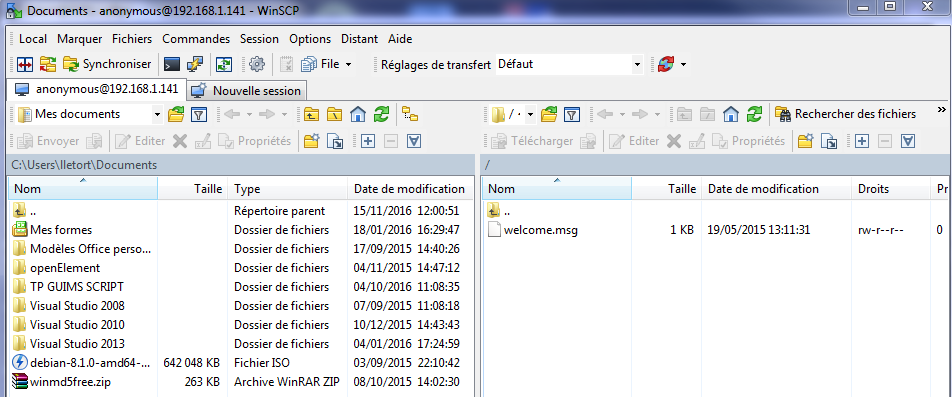 Documents - anonymous@192.168.1.141 - WinSCP
Local Marquer Fichiers Commandes Session Options Distant Aide
Synchroniser File Réglages de transfert Défaut
anonymous@192.168.1.141 Nouvelle session
Mes documents / Rechercher des fichiers »
Envoyer Editer Propriétés Télécharger Editer Propriétés
C:\Users\lletort\Documents /
Nom Taille Type Date de modification Nom Taille Date de modification Droits Pr
.. Répertoire parent 15/11/2016 12:00:51 ..
Mes formes Dossier de fichiers 18/01/2016 16:29:47 welcome.msg 1 KB 19/05/2015 13:11:31 rw-r--r-- 0
Modèles Office perso... Dossier de fichiers 17/09/2015 14:40:26
openElement Dossier de fichiers 04/11/2015 14:47:12
TP GUIMS SCRIPT Dossier de fichiers 04/10/2016 11:08:35
Visual Studio 2008 Dossier de fichiers 07/09/2015 11:08:18
Visual Studio 2010 Dossier de fichiers 10/12/2015 14:43:43
Visual Studio 2013 Dossier de fichiers 04/01/2016 17:24:59
debian-8.1.0-amd64-... 642 048 KB Fichier ISO 03/09/2015 22:10:42
winmd5free.zip 263 KB Archive WinRAR ZIP 08/10/2015 14:02:30